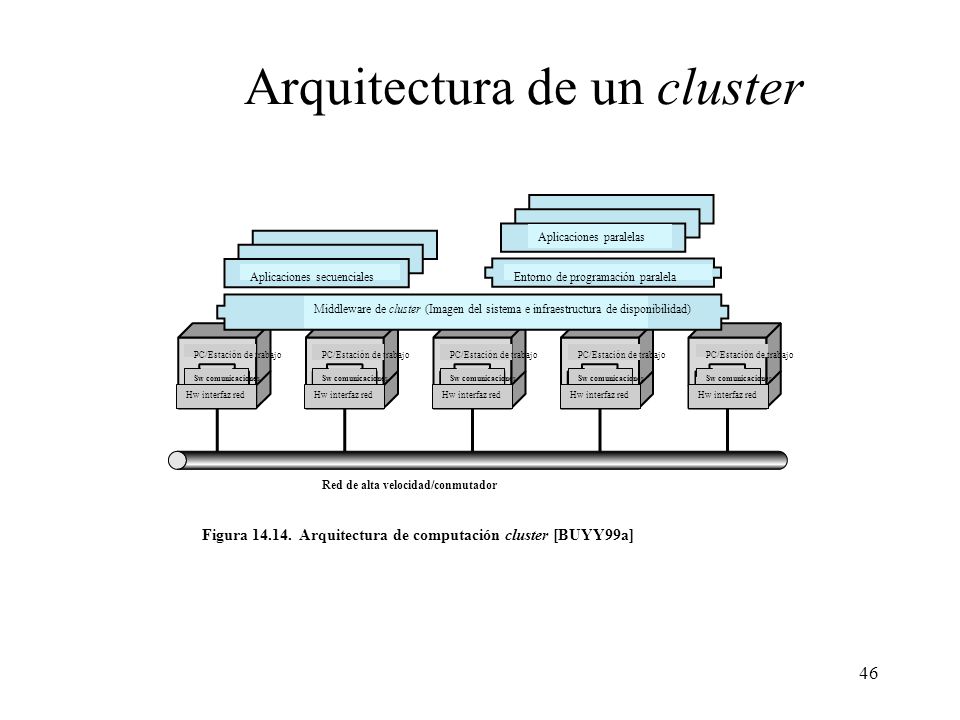 Arquitectura de un cluster
Aplicaciones paralelas
Aplicaciones secuenciales
Entorno de programación paralela
Middleware de cluster (Imagen del sistema e infraestructura de disponibilidad)
PC/Estación de trabajo
PC/Estación de trabajo
PC/Estación de trabajo
PC/Estación de trabajo
PC/Estación de trabajo
Sw comunicaciones
Sw comunicaciones
Sw comunicaciones
Sw comunicaciones
Sw comunicaciones
Hw interfaz red
Hw interfaz red
Hw interfaz red
Hw interfaz red
Hw interfaz red
Red de alta velocidad/conmutador
Figura 14.14. Arquitectura de computación cluster [BUYY99a]
46